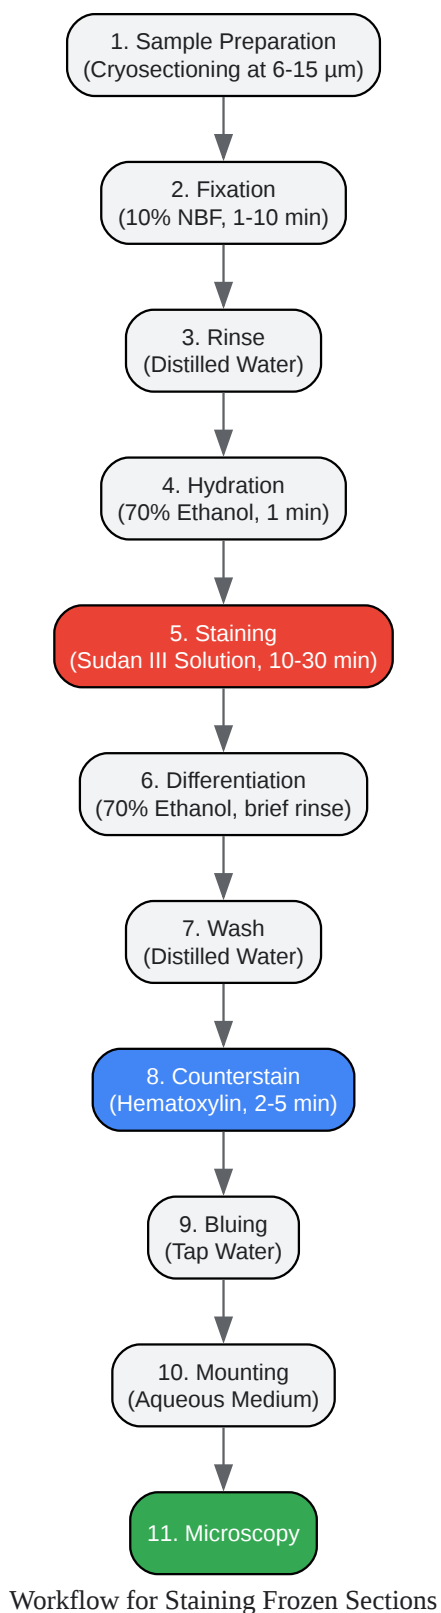 1. Sample Preparation
(Cryosectioning at 6-15 µm)
2. Fixation
(10% NBF, 1-10 min)
3. Rinse
(Distilled Water)
4. Hydration
(70% Ethanol, 1 min)
5. Staining
(Sudan III Solution, 10-30 min)
6. Differentiation
(70% Ethanol, brief rinse)
7. Wash
(Distilled Water)
8. Counterstain
(Hematoxylin, 2-5 min)
9. Bluing
(Tap Water)
10. Mounting
(Aqueous Medium)
11. Microscopy
Workflow for Staining Frozen Sections